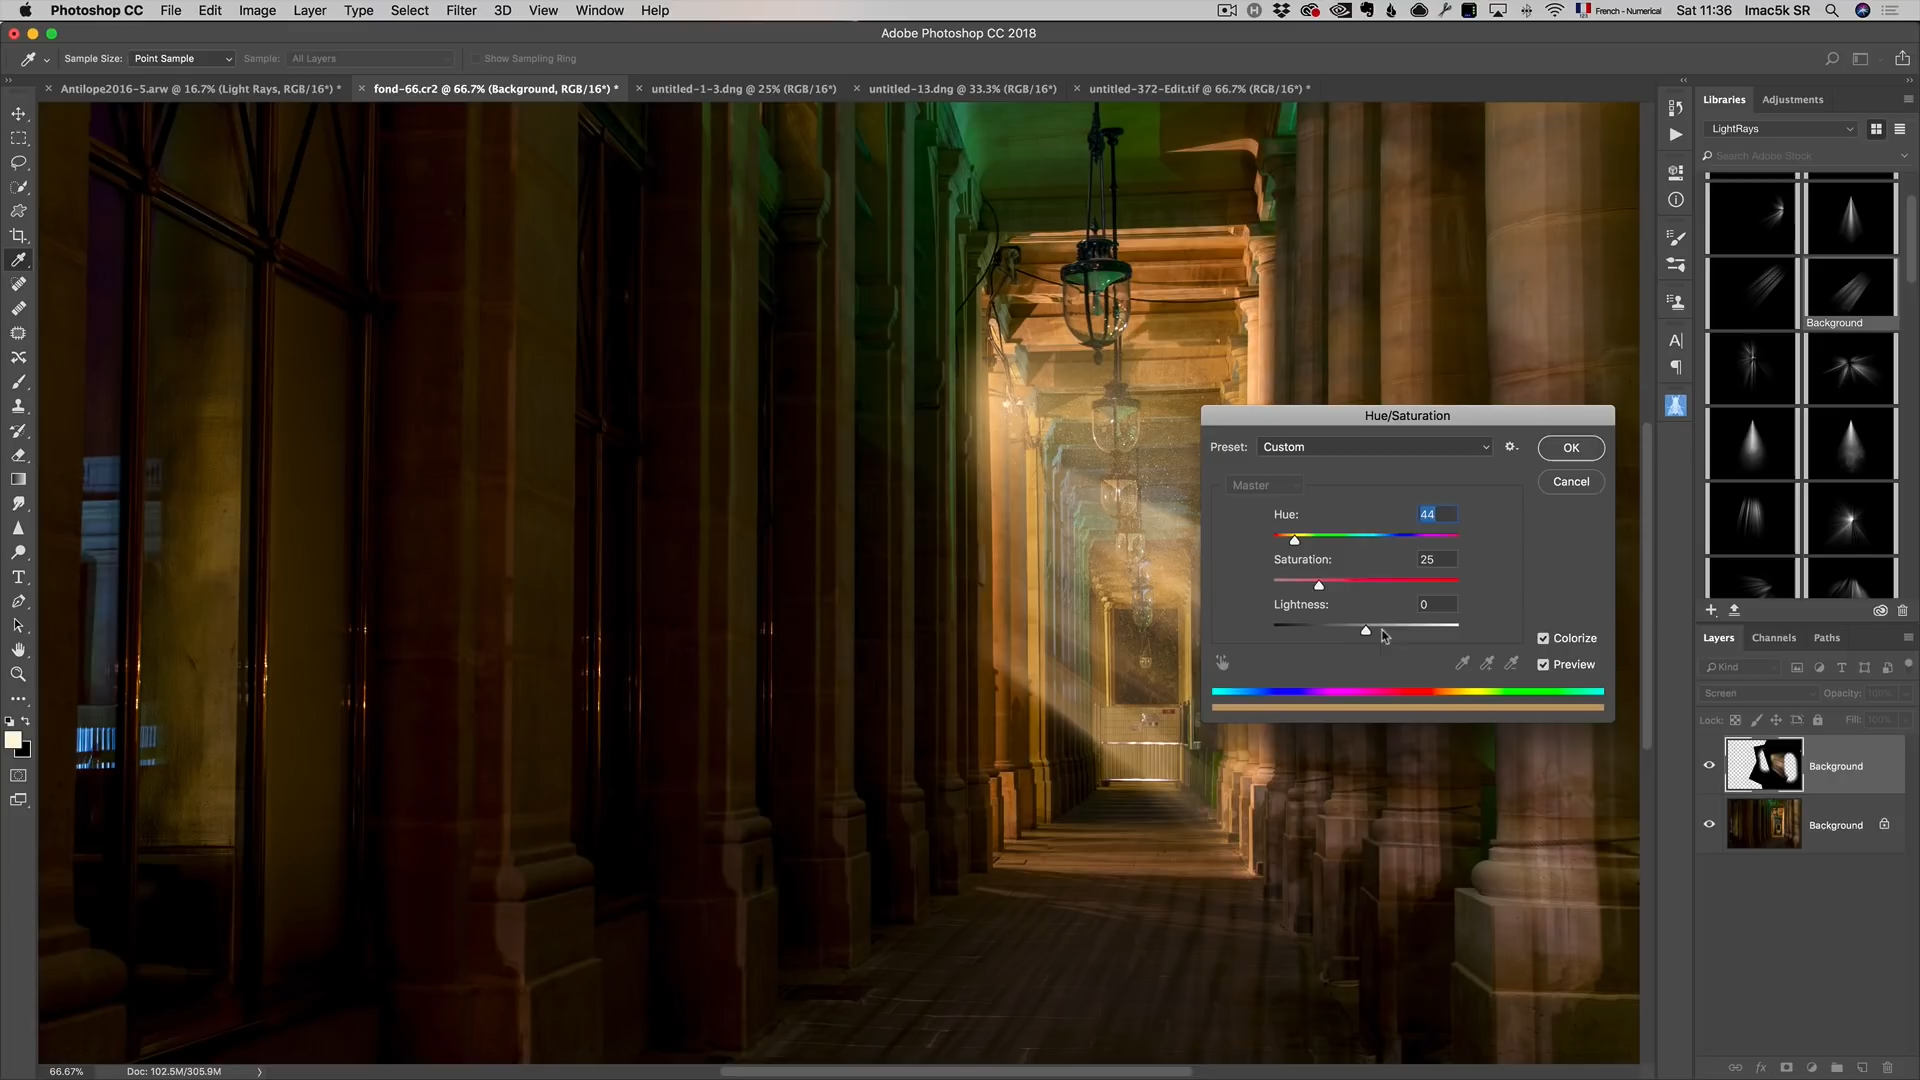 Photoshop CC File Edit Image Layer Type Select Filter 3D View Window Help French - Numerical Sat 11:36 Imac5k SR
Adobe Photoshop CC 2018
Sample Size: Point Sample Sample: All Layers Show Sampling Ring
Antilope2016-5.arw @ 16.7% (Light Rays, RGB/16*) * fond-66.cr2 @ 66.7% (Background, RGB/16*) * untitled-1-3.dng @ 25% (RGB/16*) untitled-13.dng @ 33.3% (RGB/16*) untitled-372-Edit.tif @ 66.7% (RGB/16*) *
Libraries Adjustments
LightRays
Search Adobe Stock
Background
Hue/Saturation
Preset: Custom OK
Cancel
Master
Hue: 44
Saturation: 25
Lightness: 0
Colorize
Preview
Layers Channels Paths
Kind
Screen Opacity: 100%
Lock: Fill: 100%
Background
Background
66.67% Doc: 102.5M/305.9M